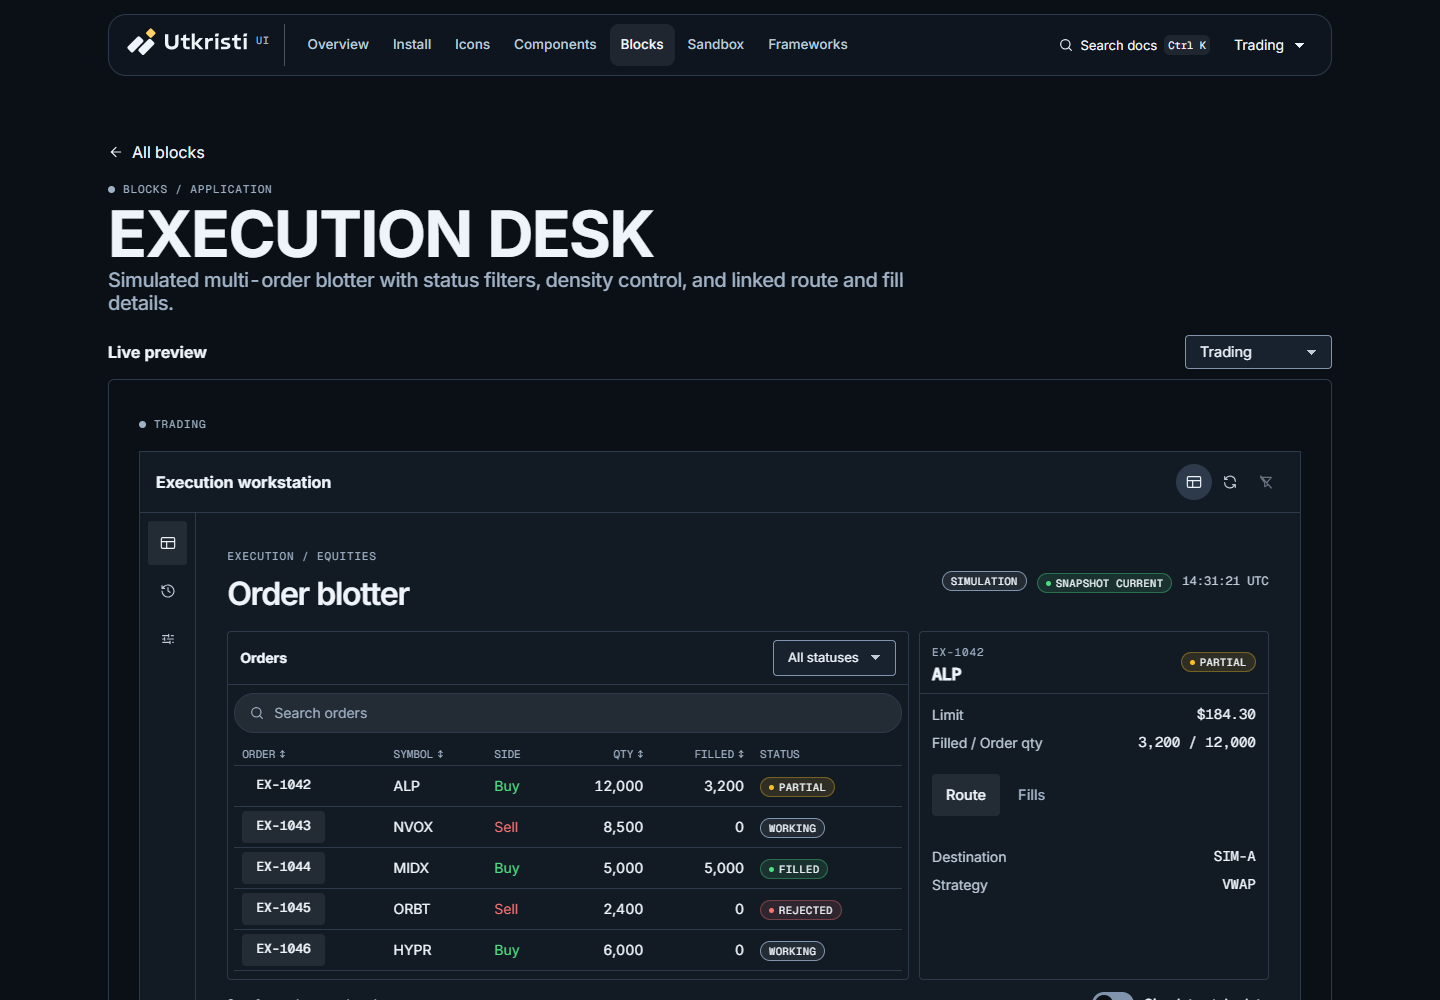 Utkristi UI
Overview
Install
Icons
Components
Blocks
Sandbox
Frameworks
Search docs Ctrl K
Trading
All blocks
BLOCKS / APPLICATION
EXECUTION DESK
Simulated multi-order blotter with status filters, density control, and linked route and fill
details.
Live preview
Trading
TRADING
Execution workstation
EXECUTION / EQUITIES
Order blotter
SIMULATION
SNAPSHOT CURRENT
14:31:21 UTC
Orders
All statuses
Search orders
ORDER SYMBOL SIDE QTY FILLED STATUS
EX-1042 ALP Buy 12,000 3,200 PARTIAL
EX-1043 NVOX Sell 8,500 0 WORKING
EX-1044 MIDX Buy 5,000 5,000 FILLED
EX-1045 ORBT Sell 2,400 0 REJECTED
EX-1046 HYPR Buy 6,000 0 WORKING
EX-1042
ALP
PARTIAL
Limit $184.30
Filled / Order qty 3,200 / 12,000
Route
Fills
Destination SIM-A
Strategy VWAP